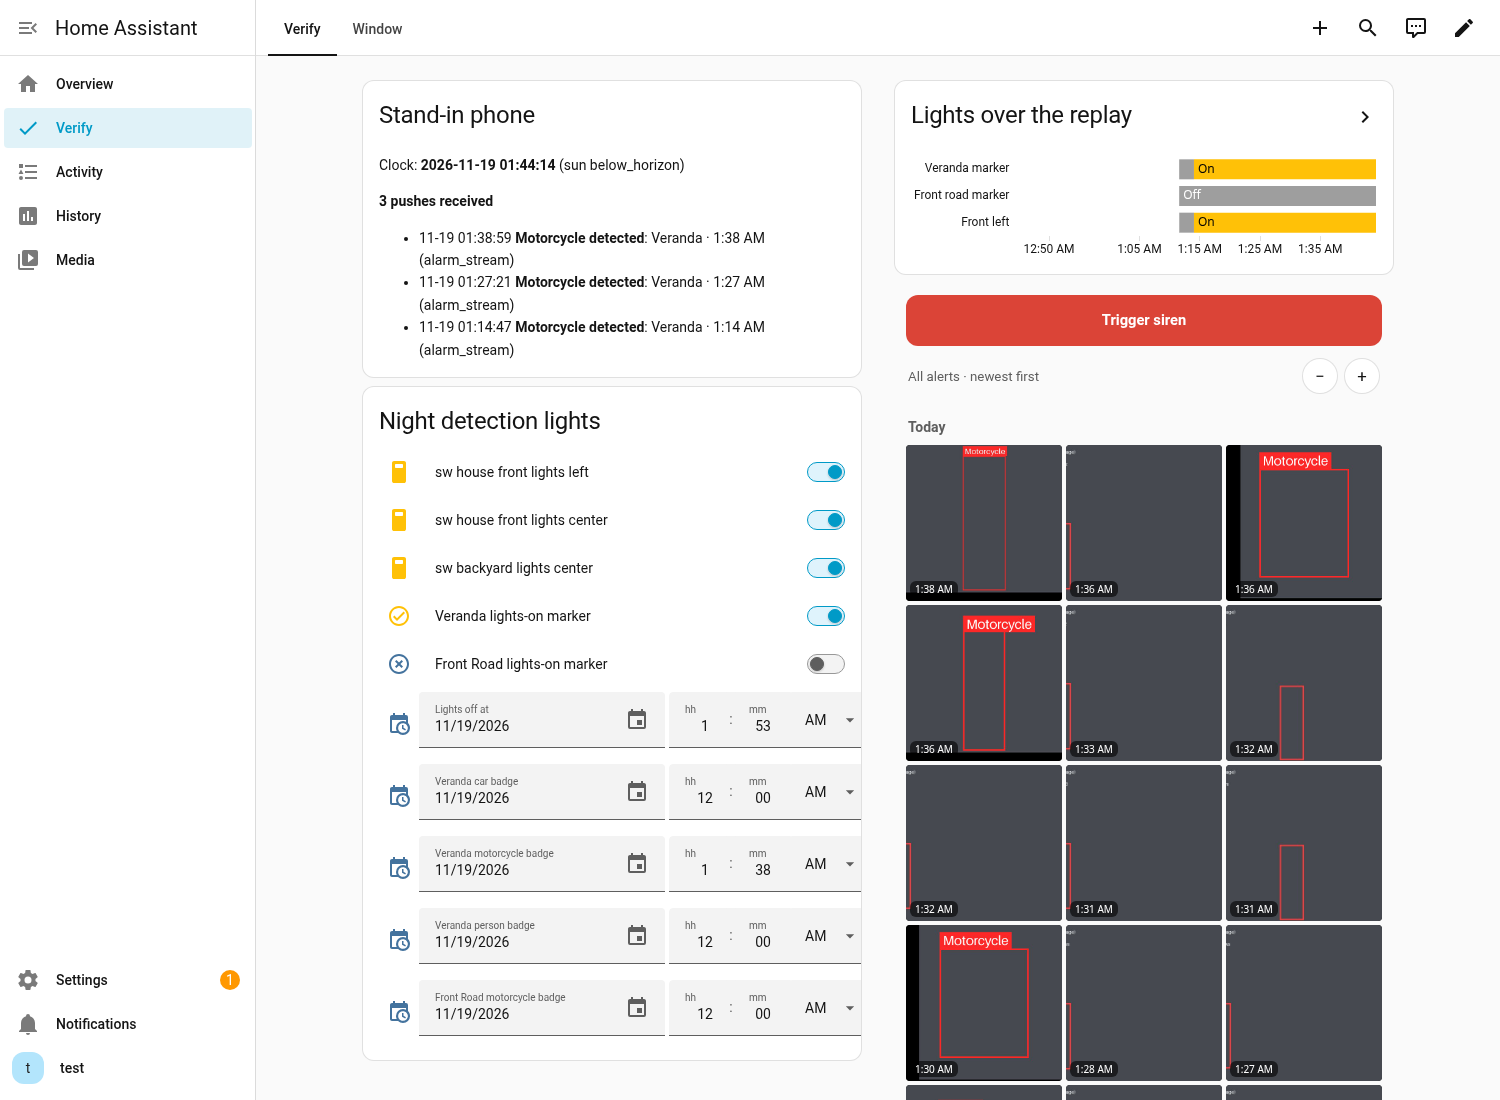 Home Assistant
Verify
Window
Overview
Verify
Activity
History
Media
Settings
1
Notifications
t
test
Stand-in phone
Clock: 2026-11-19 01:44:14 (sun below_horizon)
3 pushes received
• 11-19 01:38:59 Motorcycle detected: Veranda · 1:38 AM
(alarm_stream)
• 11-19 01:27:21 Motorcycle detected: Veranda · 1:27 AM
(alarm_stream)
• 11-19 01:14:47 Motorcycle detected: Veranda · 1:14 AM
(alarm_stream)
Night detection lights
sw house front lights left
sw house front lights center
sw backyard lights center
Veranda lights-on marker
Front Road lights-on marker
Lights off at
11/19/2026
hh
1
:
mm
53
AM
Veranda car badge
11/19/2026
hh
12
:
mm
00
AM
Veranda motorcycle badge
11/19/2026
hh
1
:
mm
38
AM
Veranda person badge
11/19/2026
hh
12
:
mm
00
AM
Front Road motorcycle badge
11/19/2026
hh
12
:
mm
00
AM
Lights over the replay
Veranda marker
On
Front road marker
Off
Front left
On
12:50 AM
1:05 AM
1:15 AM
1:25 AM
1:35 AM
Trigger siren
All alerts · newest first
−
+
Today
Motorcycle
1:38 AM
1:36 AM
Motorcycle
1:36 AM
Motorcycle
1:36 AM
1:33 AM
1:32 AM
1:32 AM
1:31 AM
1:31 AM
Motorcycle
1:30 AM
1:28 AM
1:27 AM